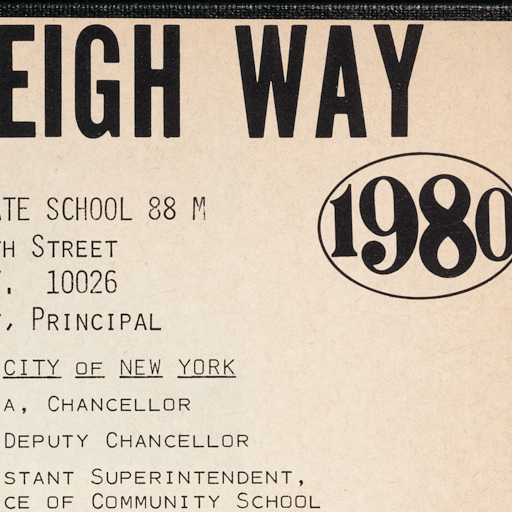 EIGH WAY
1980
ATE SCHOOL 88 M
TH STREET
. 10026
, PRINCIPAL
CITY OF NEW YORK
A, CHANCELLOR
DEPUTY CHANCELLOR
STANT SUPERINTENDENT,
CE OF COMMUNITY SCHOOL